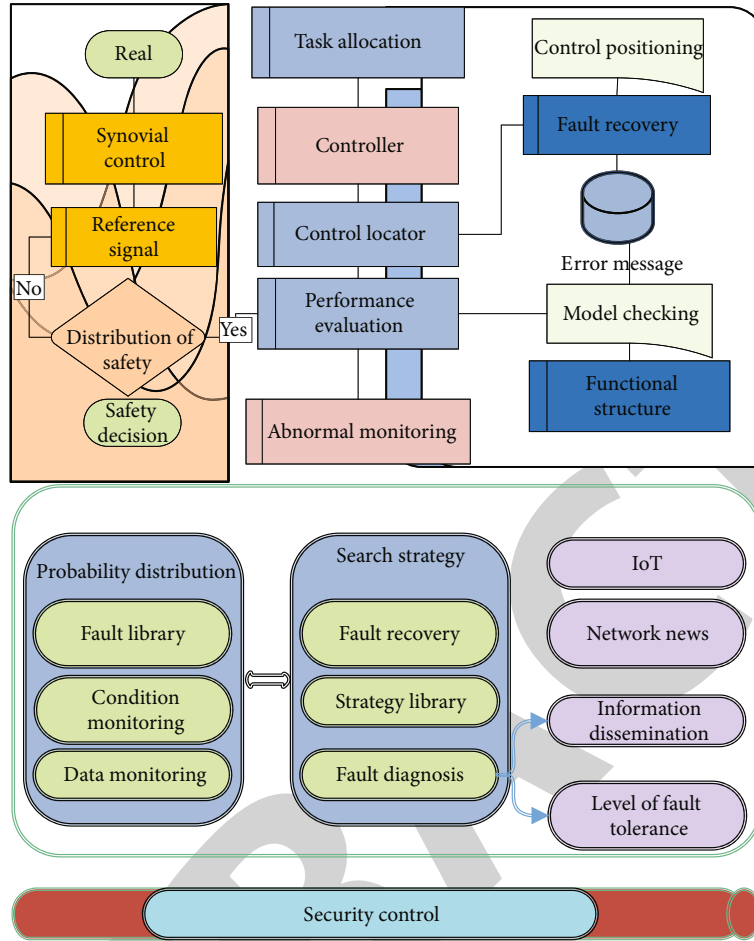 Real
Synovial
control
Reference
signal
No
Distribution of
safety
Yes
Safety
decision
Task allocation
Controller
Control locator
Performance
evaluation
Abnormal monitoring
Control positioning
Fault recovery
Error message
Model checking
Functional
structure
Probability distribution
Fault library
Condition
monitoring
Data monitoring
Search strategy
Fault recovery
Strategy library
Fault diagnosis
IoT
Network news
Information
dissemination
Level of fault
tolerance
Security control